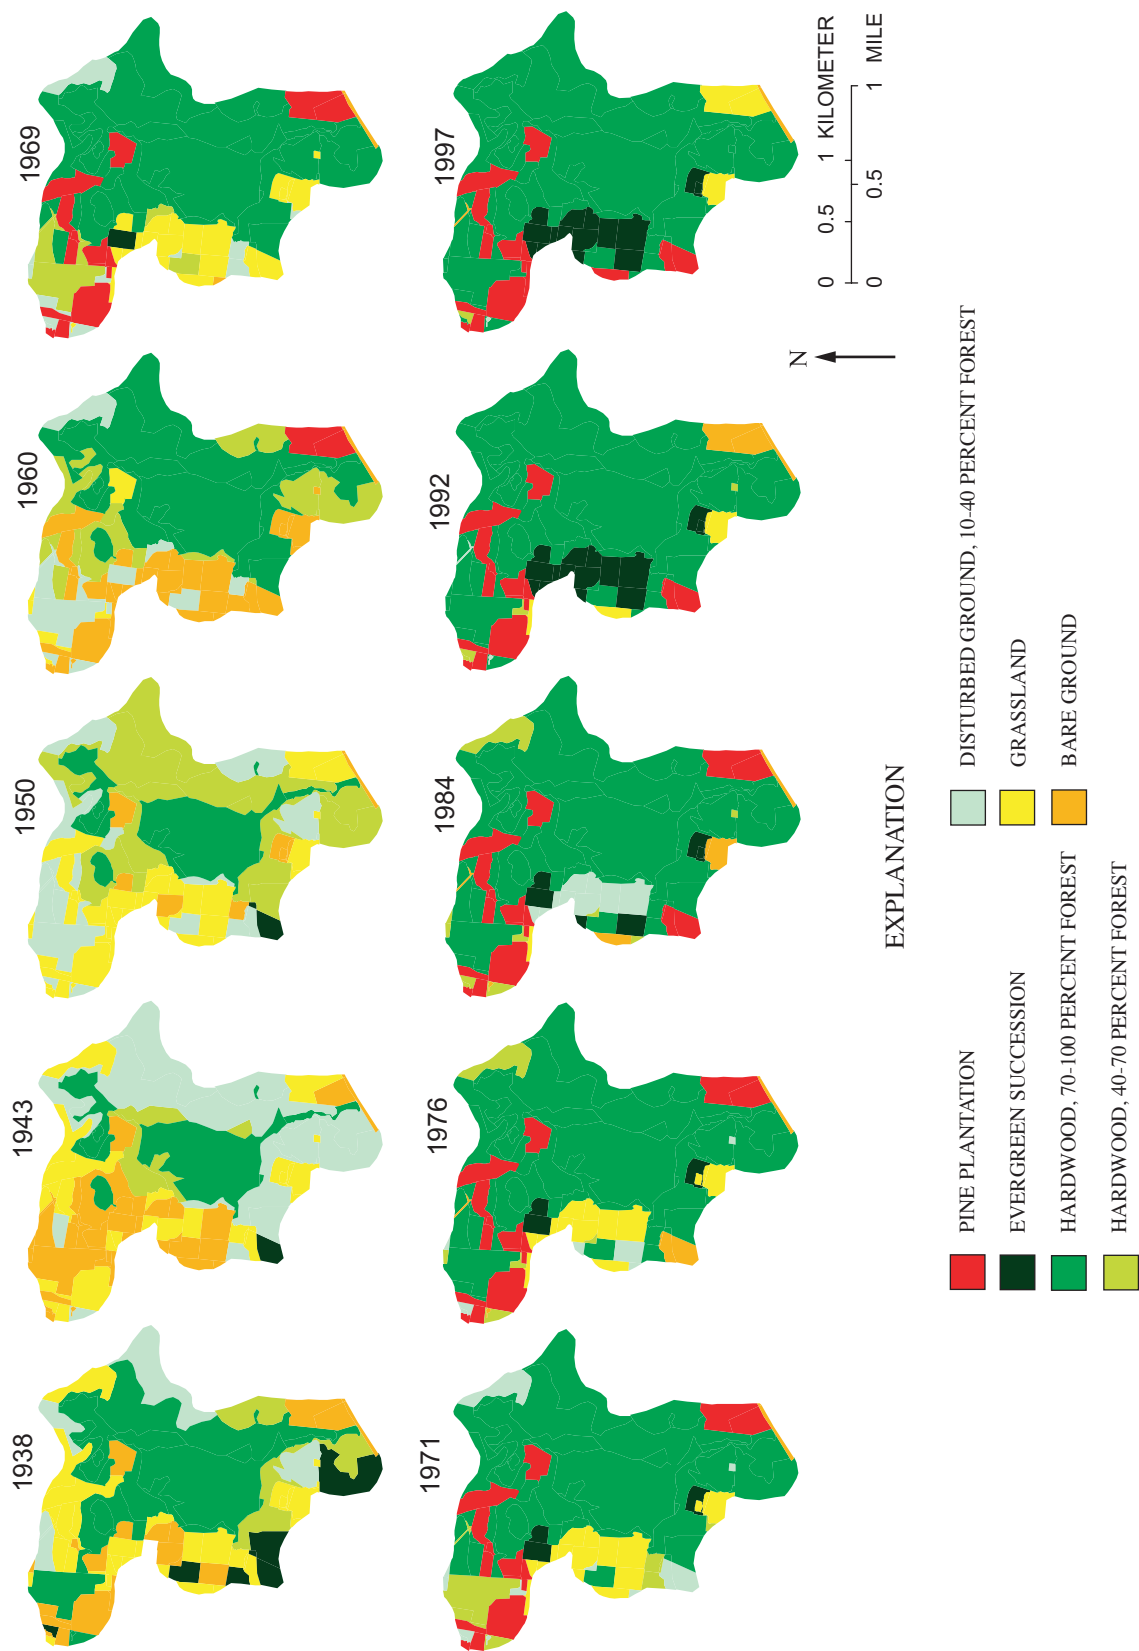 1938
1943
1950
1960
1969
1971
1976
1984
1992
1997
N
0 0.5 1 KILOMETER
0 0.5 1 MILE
EXPLANATION
PINE PLANTATION
EVERGREEN SUCCESSION
HARDWOOD, 70-100 PERCENT FOREST
HARDWOOD, 40-70 PERCENT FOREST
DISTURBED GROUND, 10-40 PERCENT FOREST
GRASSLAND
BARE GROUND